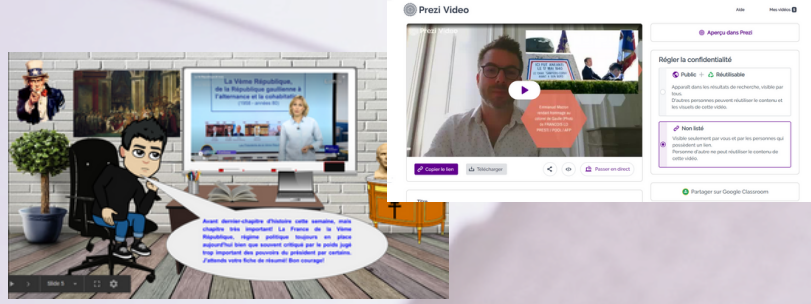 La Vème République,
de la République gaullienne à
l'alternance et la cohabitation
Avant dernier-chapitre d'histoire cette semaine, mais
chapitre très important! La France de la Vème
République, régime politique toujours en place
aujourd'hui bien que souvent critiqué par le poids jugé
trop important des pouvoirs du président par certains.
J'attends votre fiche de résumé! Bon courage!
Slide 5
Prezi Video
Aide
Mes vidéos
Prezi Video
Copier le lien
Télécharger
Passer en direct
Aperçu dans Prezi
Régler la confidentialité
Public + Réutilisable
Apparaît dans les résultats de recherche, visible par
tous.
D'autres personnes peuvent réutiliser le contenu et
les visuels de cette vidéo.
Non listé
Visible seulement par vous et par les personnes qui
possèdent un lien.
Personne d'autre ne peut réutiliser le contenu de
cette vidéo.
Partager sur Google Classroom